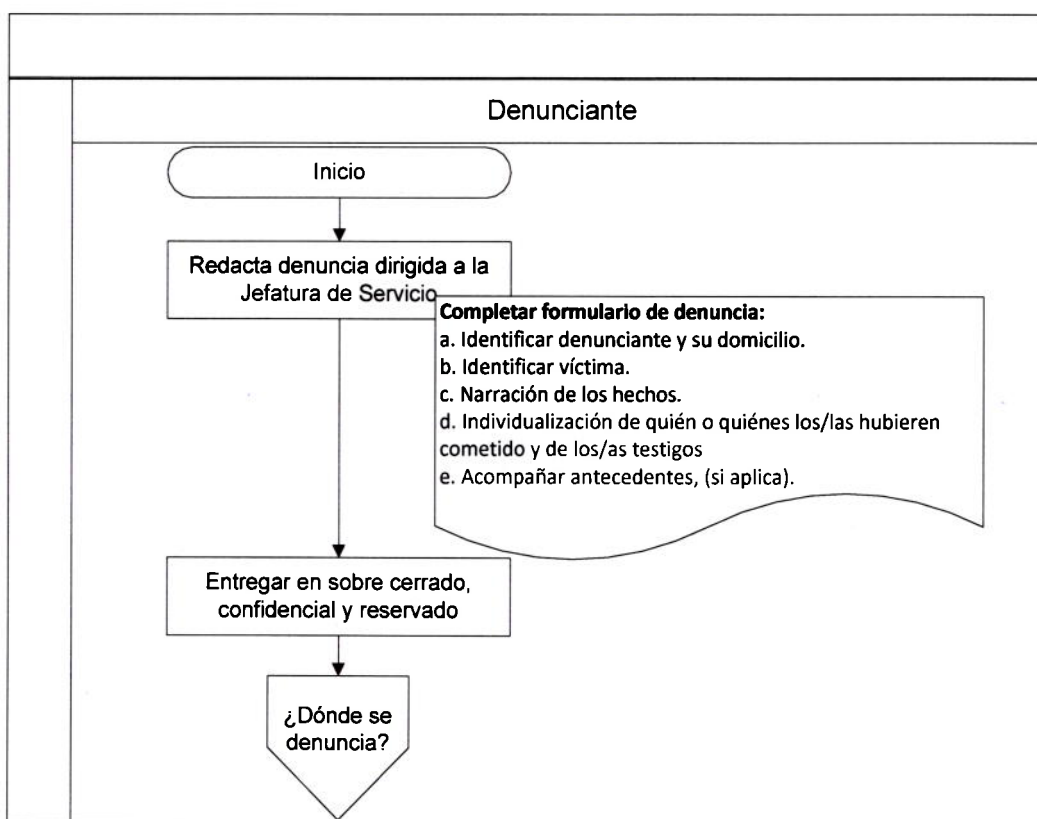 Denunciante
Inicio
Redacta denuncia dirigida a la
Jefatura de Servicio
Completar formulario de denuncia:
a. Identificar denunciante y su domicilio.
b. Identificar víctima.
c. Narración de los hechos.
d. Individualización de quién o quiénes los/las hubieren
cometido y de los/as testigos
e. Acompañar antecedentes, (si aplica).
Entregar en sobre cerrado,
confidencial y reservado
¿Dónde se
denuncia?